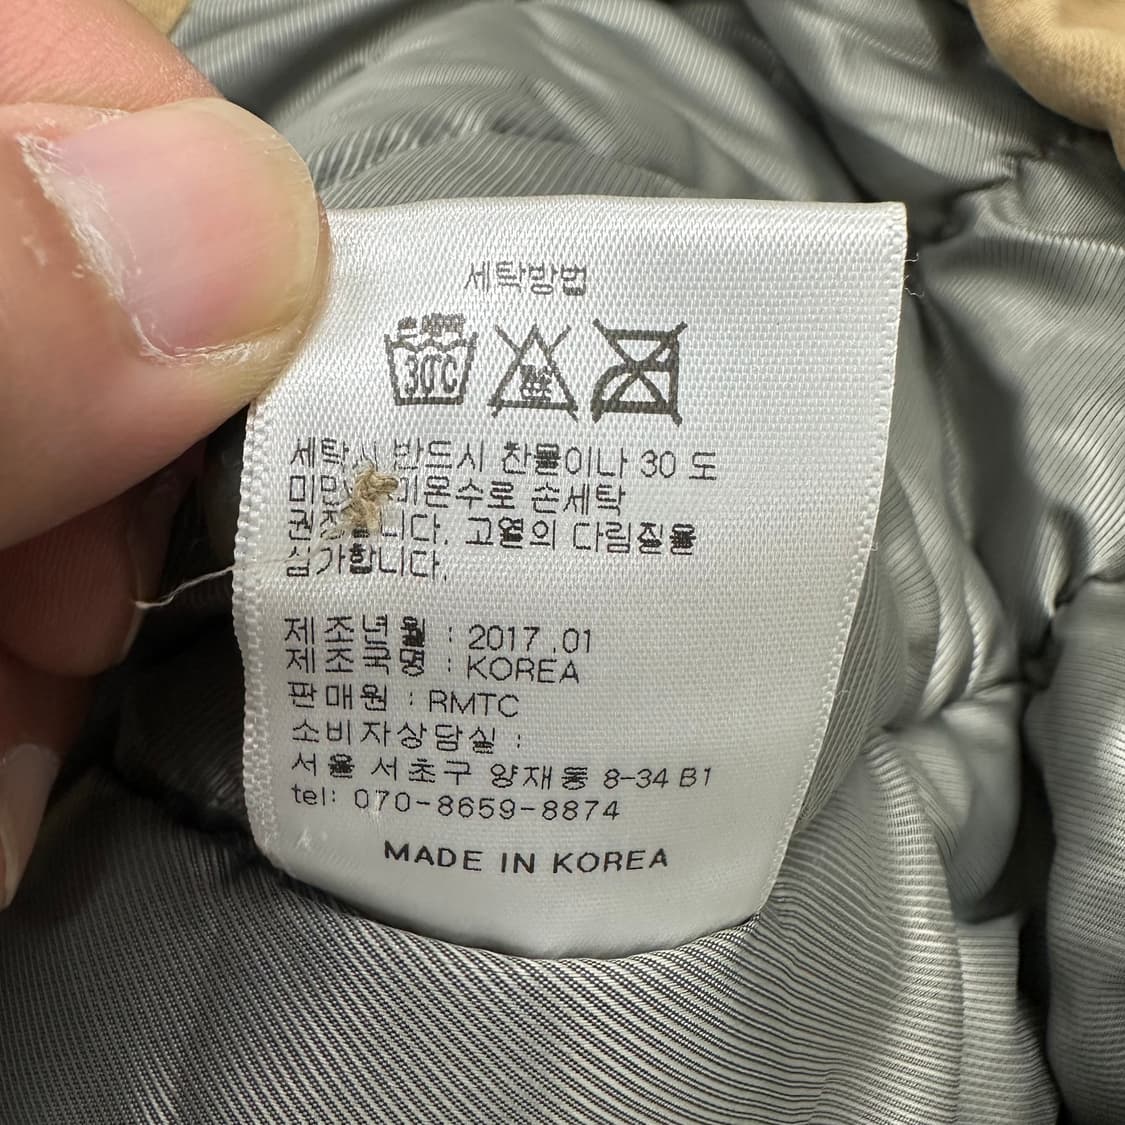 세탁방법
30℃
세탁시 반드시 찬물이나 30 도
미만 미온수로 손세탁
권장합니다. 고열의 다림질을
삼가합니다.
제조년월 : 2017.01
제조국명 : KOREA
판매원 : RMTC
소비자상담실 :
서울 서초구 양재동 8-34 B1
tel: 070-8659-8874
MADE IN KOREA